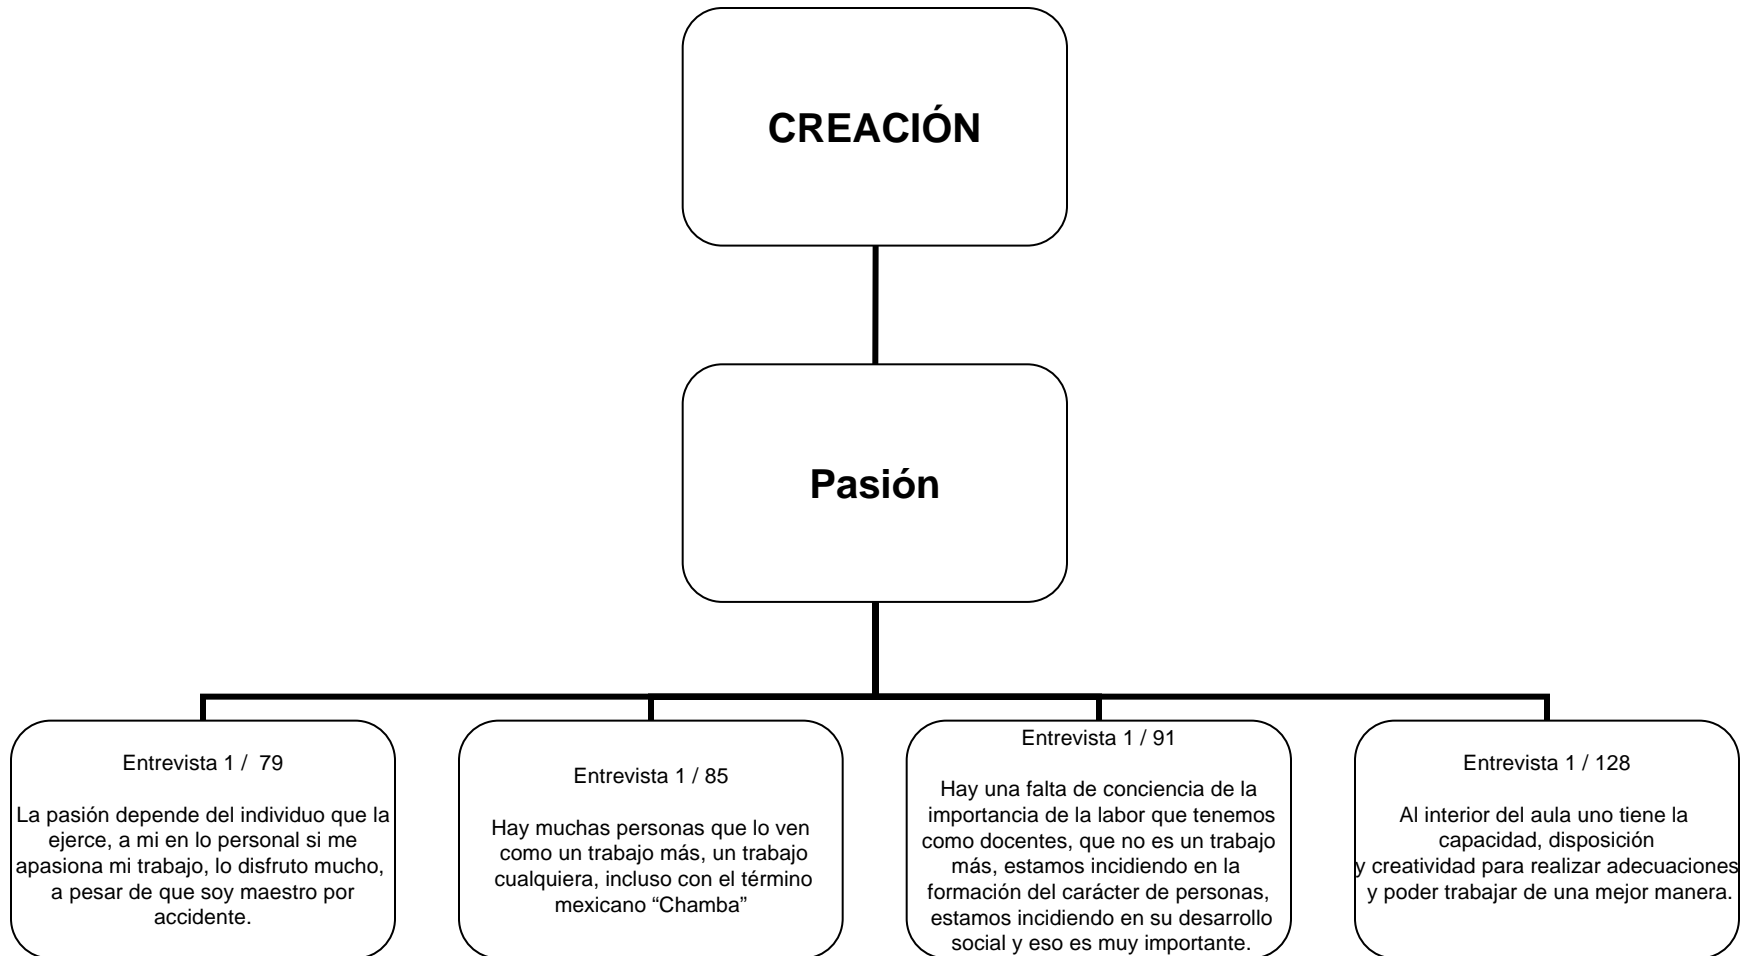 CREACIÓN
Pasión
Entrevista 1 / 79
La pasión depende del individuo que la
ejerce, a mi en lo personal si me
apasiona mi trabajo, lo disfruto mucho,
a pesar de que soy maestro por
accidente.
Entrevista 1 / 85
Hay muchas personas que lo ven
como un trabajo más, un trabajo
cualquiera, incluso con el término
mexicano “Chamba”
Entrevista 1 / 91
Hay una falta de conciencia de la
importancia de la labor que tenemos
como docentes, que no es un trabajo
más, estamos incidiendo en la
formación del carácter de personas,
estamos incidiendo en su desarrollo
social y eso es muy importante.
Entrevista 1 / 128
Al interior del aula uno tiene la
capacidad, disposición
y creatividad para realizar adecuaciones
y poder trabajar de una mejor manera.